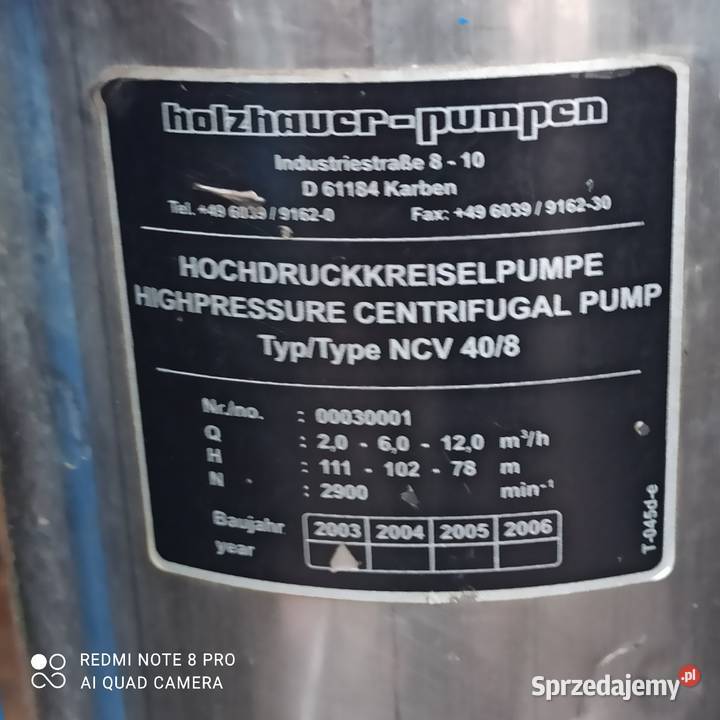 holzhauer-pumpen
Industriestraße 8 - 10
D 61184 Karben
Tel. +49 6039 / 9162-0 Fax: +49 6039 / 9162-30
HOCHDRUCKKREISELPUMPE
HIGHPRESSURE CENTRIFUGAL PUMP
Typ/Type NCV 40/8
Nr./no. : 00030001
Q : 2,0 - 6,0 - 12,0 m³/h
H : 111 - 102 - 78 m
N : 2900 min⁻¹
Baujahr 2003 2004 2005 2006
year
T-045d-e
REDMI NOTE 8 PRO
AI QUAD CAMERA
Sprzedajemy.pl